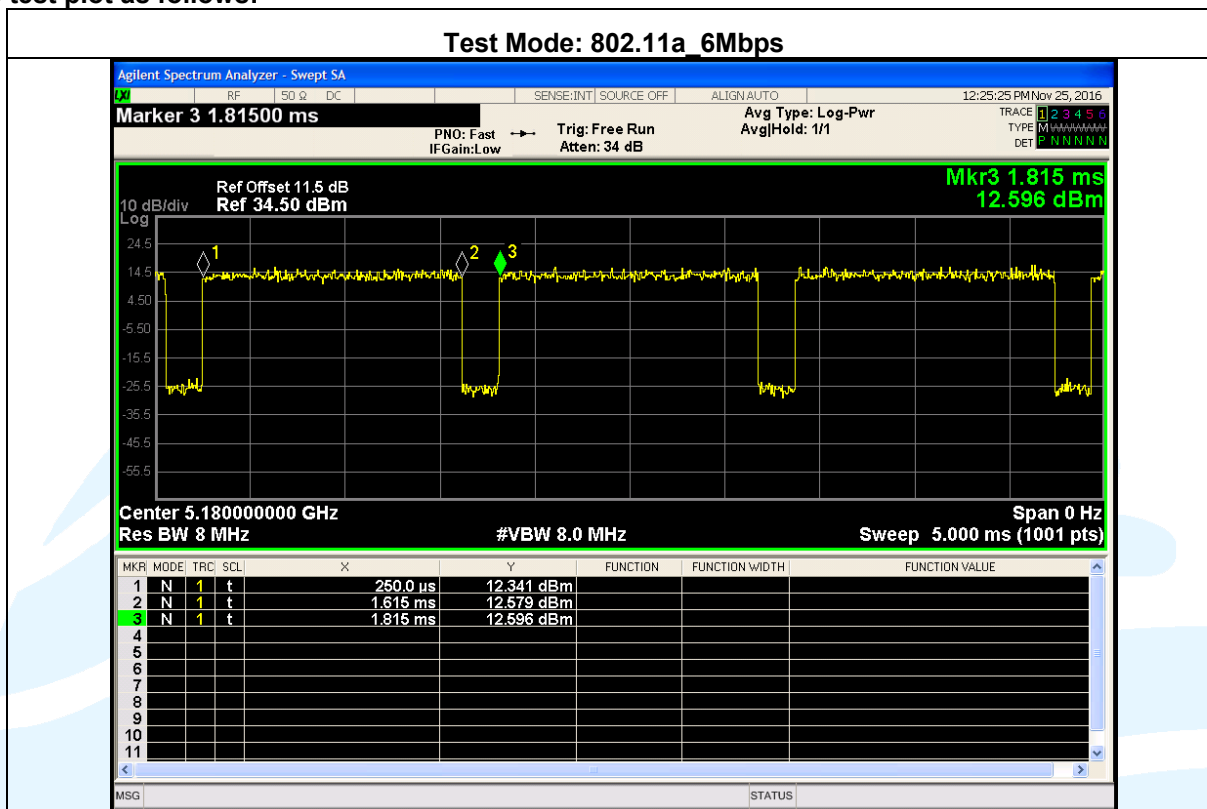 test plot as follows:
Test Mode: 802.11a_6Mbps
Agilent Spectrum Analyzer - Swept SA
LXI RF 50 Ω DC SENSE:INT SOURCE OFF ALIGN AUTO 12:25:25 PM Nov 25, 2016
Marker 3 1.81500 ms
PNO: Fast
IFGain:Low
Trig: Free Run
Atten: 34 dB
Avg Type: Log-Pwr
Avg|Hold: 1/1
TRACE 1 2 3 4 5 6
TYPE M WWWWW
DET P N N N N N
Mkr3 1.815 ms
12.596 dBm
Ref Offset 11.5 dB
10 dB/div Ref 34.50 dBm
Log
24.5
14.5
4.50
-5.50
-15.5
-25.5
-35.5
-45.5
-55.5
1
2
3
Center 5.180000000 GHz Span 0 Hz
Res BW 8 MHz #VBW 8.0 MHz Sweep 5.000 ms (1001 pts)
MKR MODE TRC SCL X Y FUNCTION FUNCTION WIDTH FUNCTION VALUE
1 N 1 t 250.0 µs 12.341 dBm
2 N 1 t 1.615 ms 12.579 dBm
3 N 1 t 1.815 ms 12.596 dBm
4
5
6
7
8
9
10
11
MSG STATUS